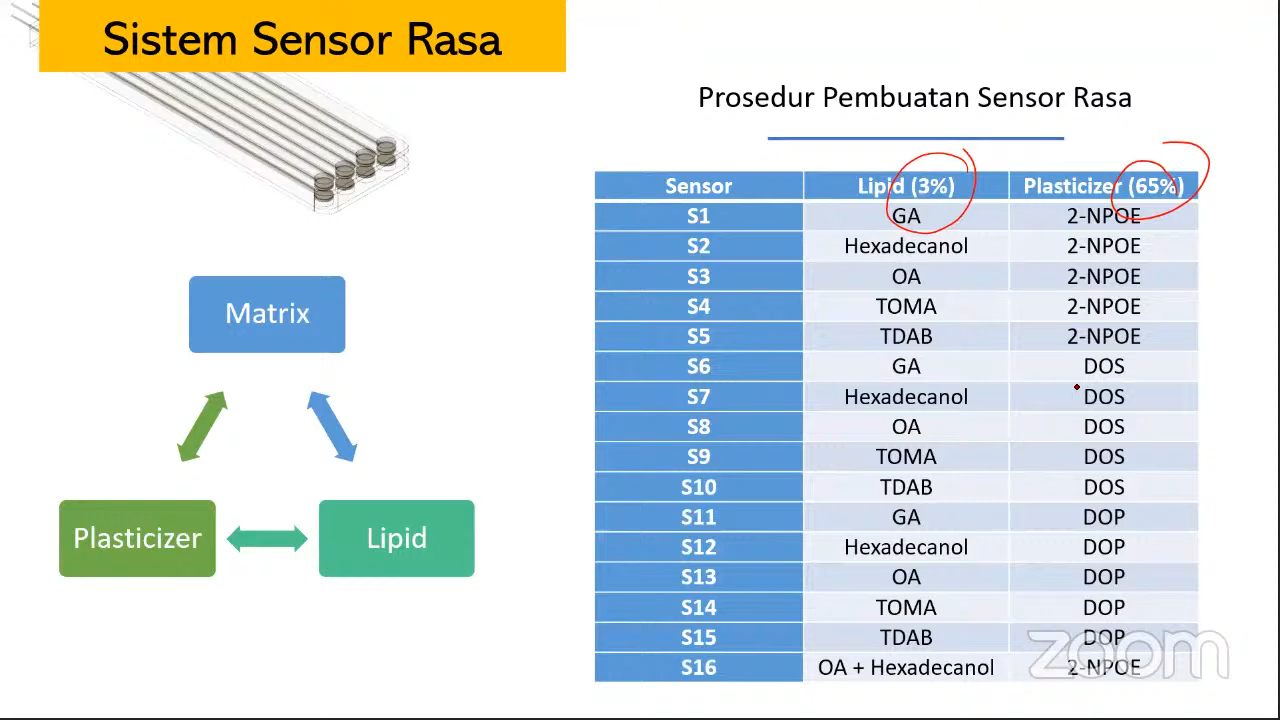 Sistem Sensor Rasa
Prosedur Pembuatan Sensor Rasa
Matrix
Plasticizer
Lipid
Sensor Lipid (3%) Plasticizer (65%)
S1 GA 2-NPOE
S2 Hexadecanol 2-NPOE
S3 OA 2-NPOE
S4 TOMA 2-NPOE
S5 TDAB 2-NPOE
S6 GA DOS
S7 Hexadecanol DOS
S8 OA DOS
S9 TOMA DOS
S10 TDAB DOS
S11 GA DOP
S12 Hexadecanol DOP
S13 OA DOP
S14 TOMA DOP
S15 TDAB DOP
S16 OA + Hexadecanol 2-NPOE
zoom